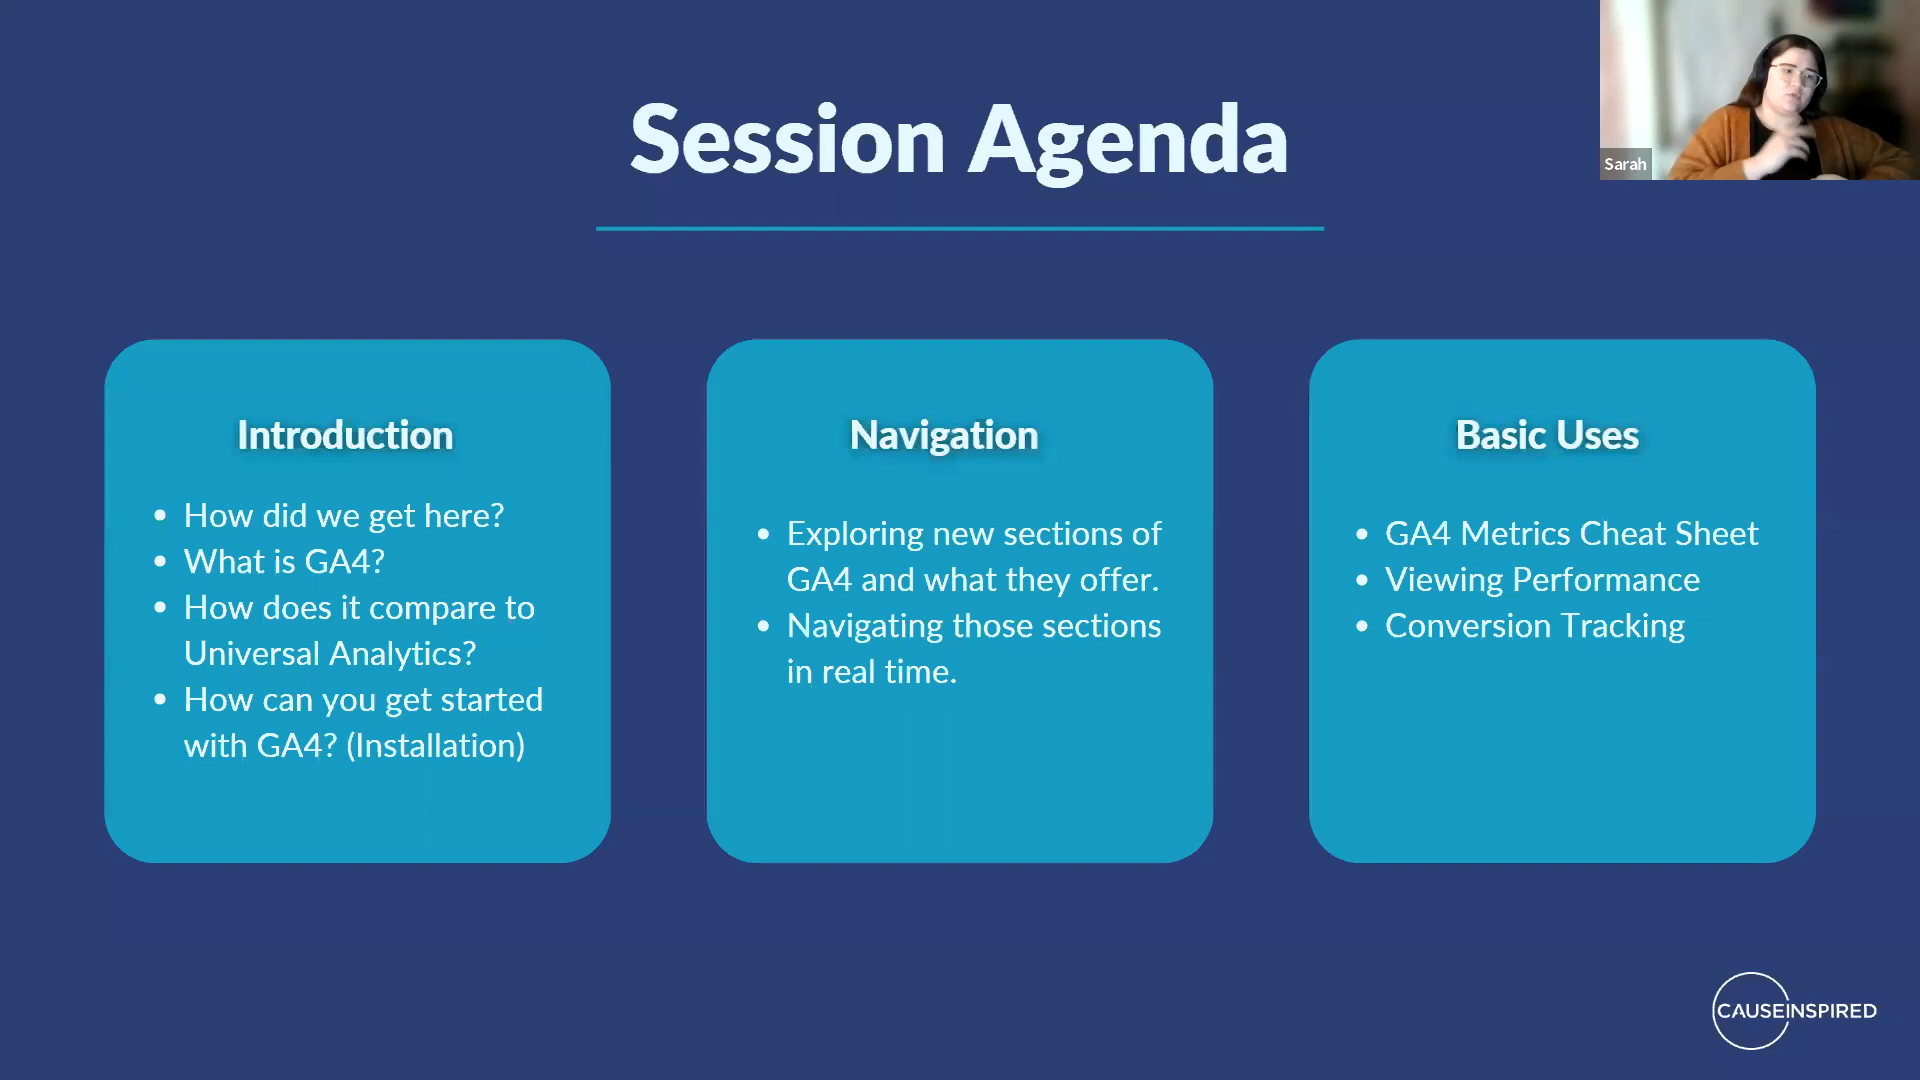 Session Agenda
Sarah
Introduction
• How did we get here?
• What is GA4?
• How does it compare to
Universal Analytics?
• How can you get started
with GA4? (Installation)
Navigation
• Exploring new sections of
GA4 and what they offer.
• Navigating those sections
in real time.
Basic Uses
• GA4 Metrics Cheat Sheet
• Viewing Performance
• Conversion Tracking
CAUSEINSPIRED